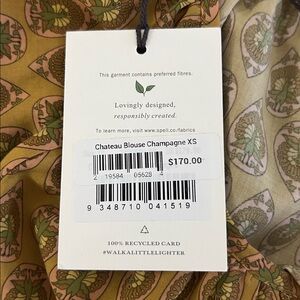 This garment contains preferred fibres.
Lovingly designed,
responsibly created.
To learn more, visit www.spell.co/fabrics
Chateau Blouse Champagne XS
$170.00
2 19584 05628 4
9 348710 041519
100% RECYCLED CARD
#WALKALITTLELIGHTER